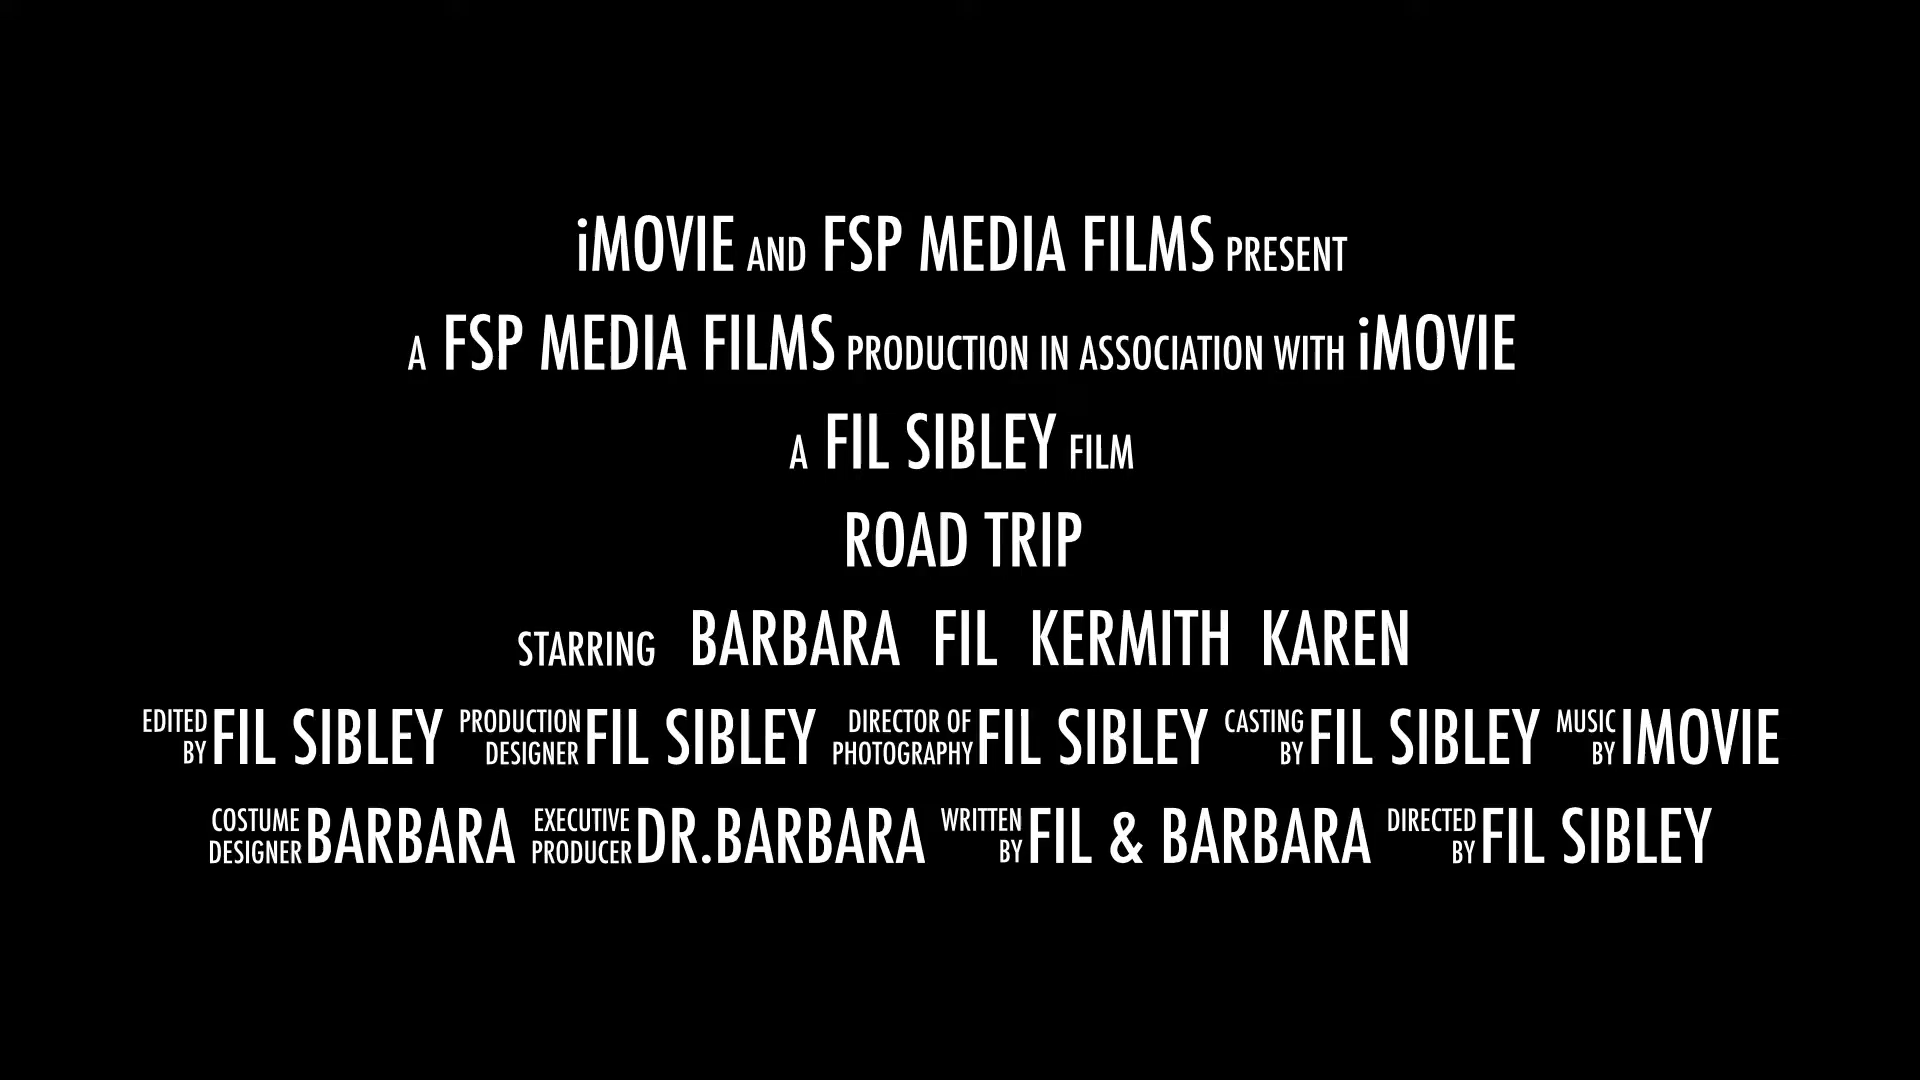 iMOVIE AND FSP MEDIA FILMS PRESENT
A FSP MEDIA FILMS PRODUCTION IN ASSOCIATION WITH iMOVIE
A FIL SIBLEY FILM
ROAD TRIP
STARRING BARBARA FIL KERMITH KAREN
EDITED BY FIL SIBLEY PRODUCTION DESIGNER FIL SIBLEY DIRECTOR OF PHOTOGRAPHY FIL SIBLEY CASTING BY FIL SIBLEY MUSIC BY IMOVIE
COSTUME DESIGNER BARBARA EXECUTIVE PRODUCER DR.BARBARA WRITTEN BY FIL & BARBARA DIRECTED BY FIL SIBLEY